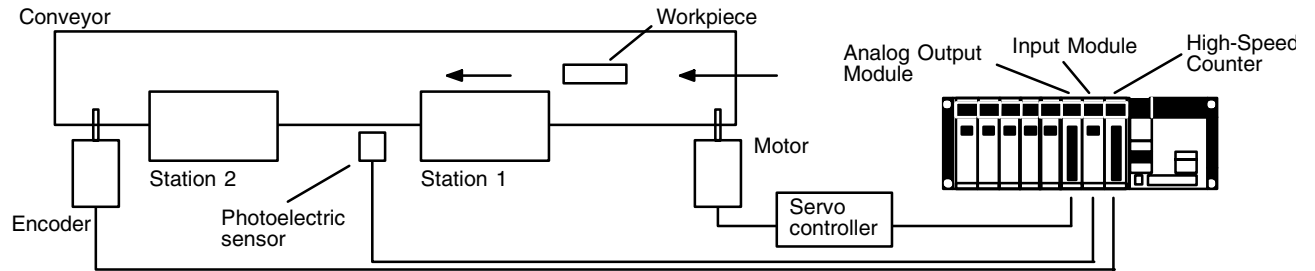 Conveyor
Workpiece
Analog Output
Module
Input Module
High-Speed
Counter
Station 2
Station 1
Motor
Encoder
Photoelectric
sensor
Servo
controller